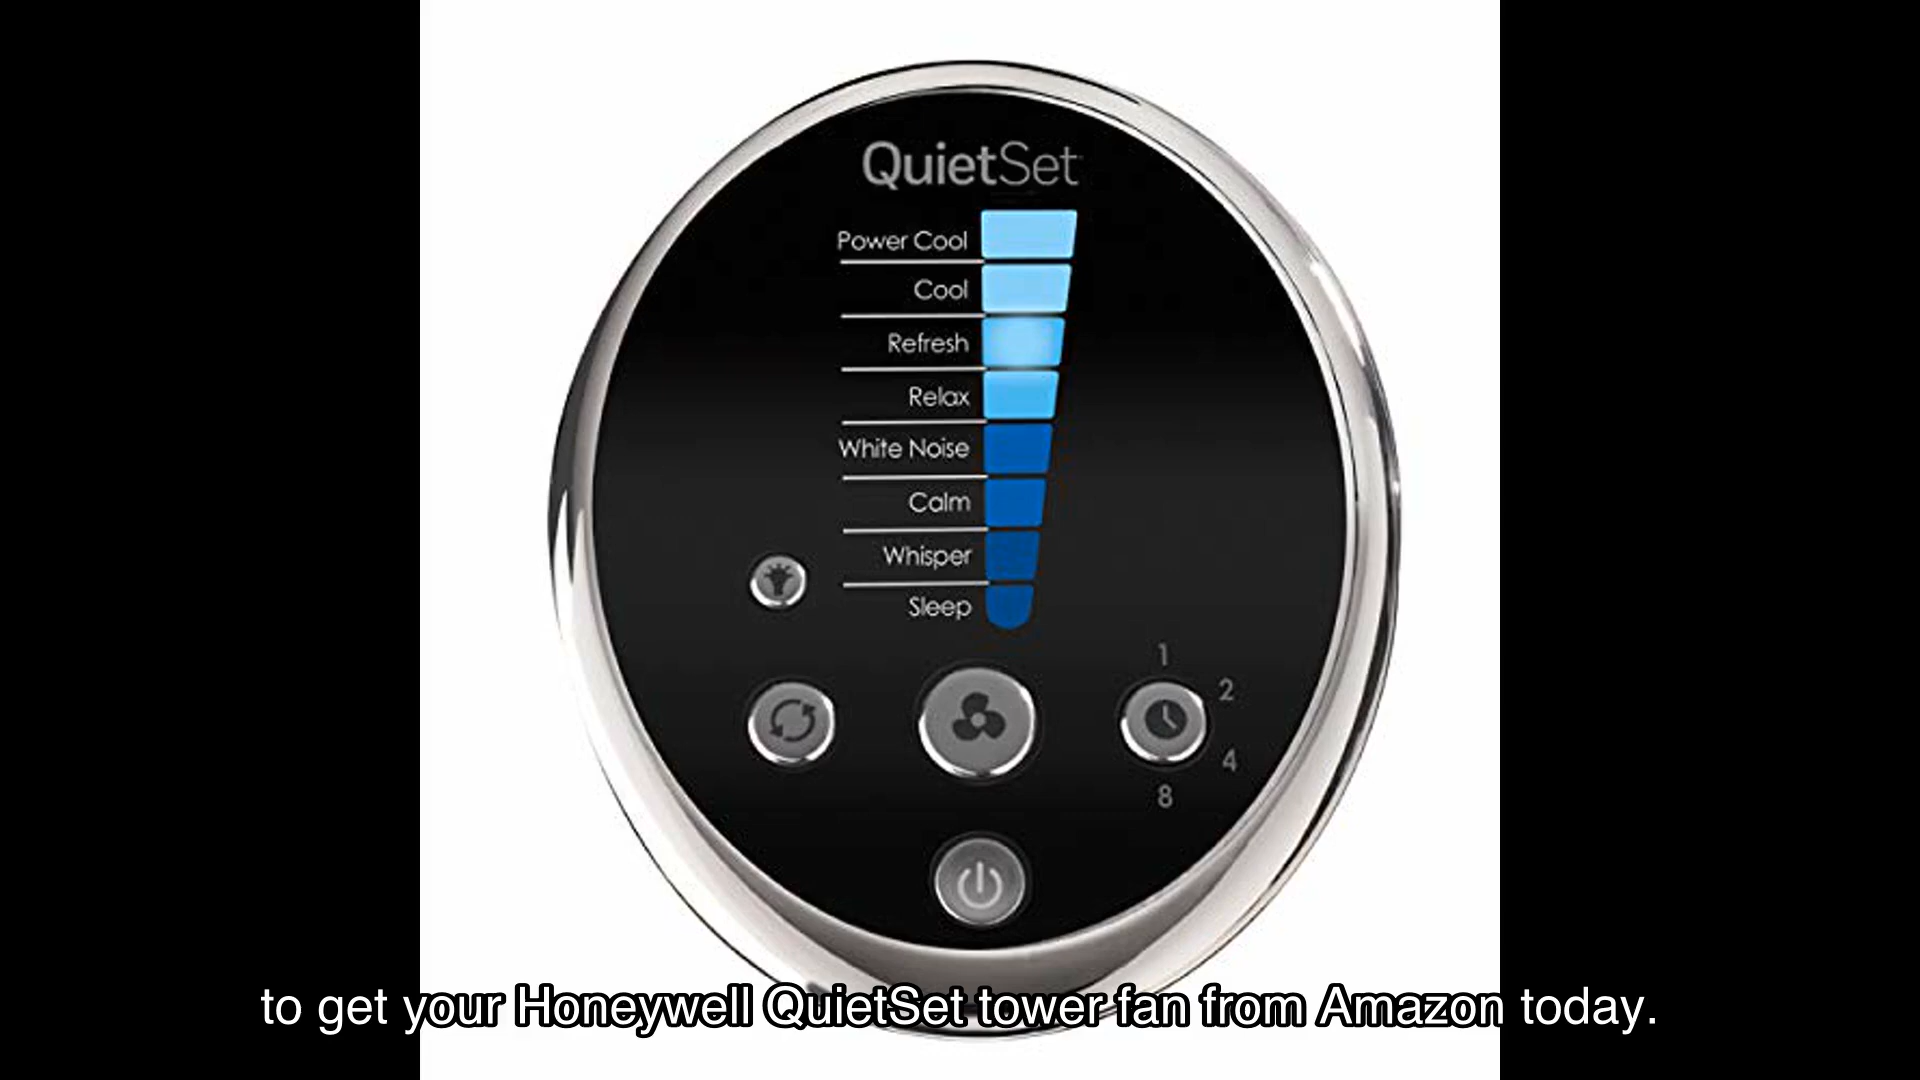 QuietSet
Power Cool
Cool
Refresh
Relax
White Noise
Calm
Whisper
Sleep
1
2
4
8
to get your Honeywell QuietSet tower fan from Amazon today.